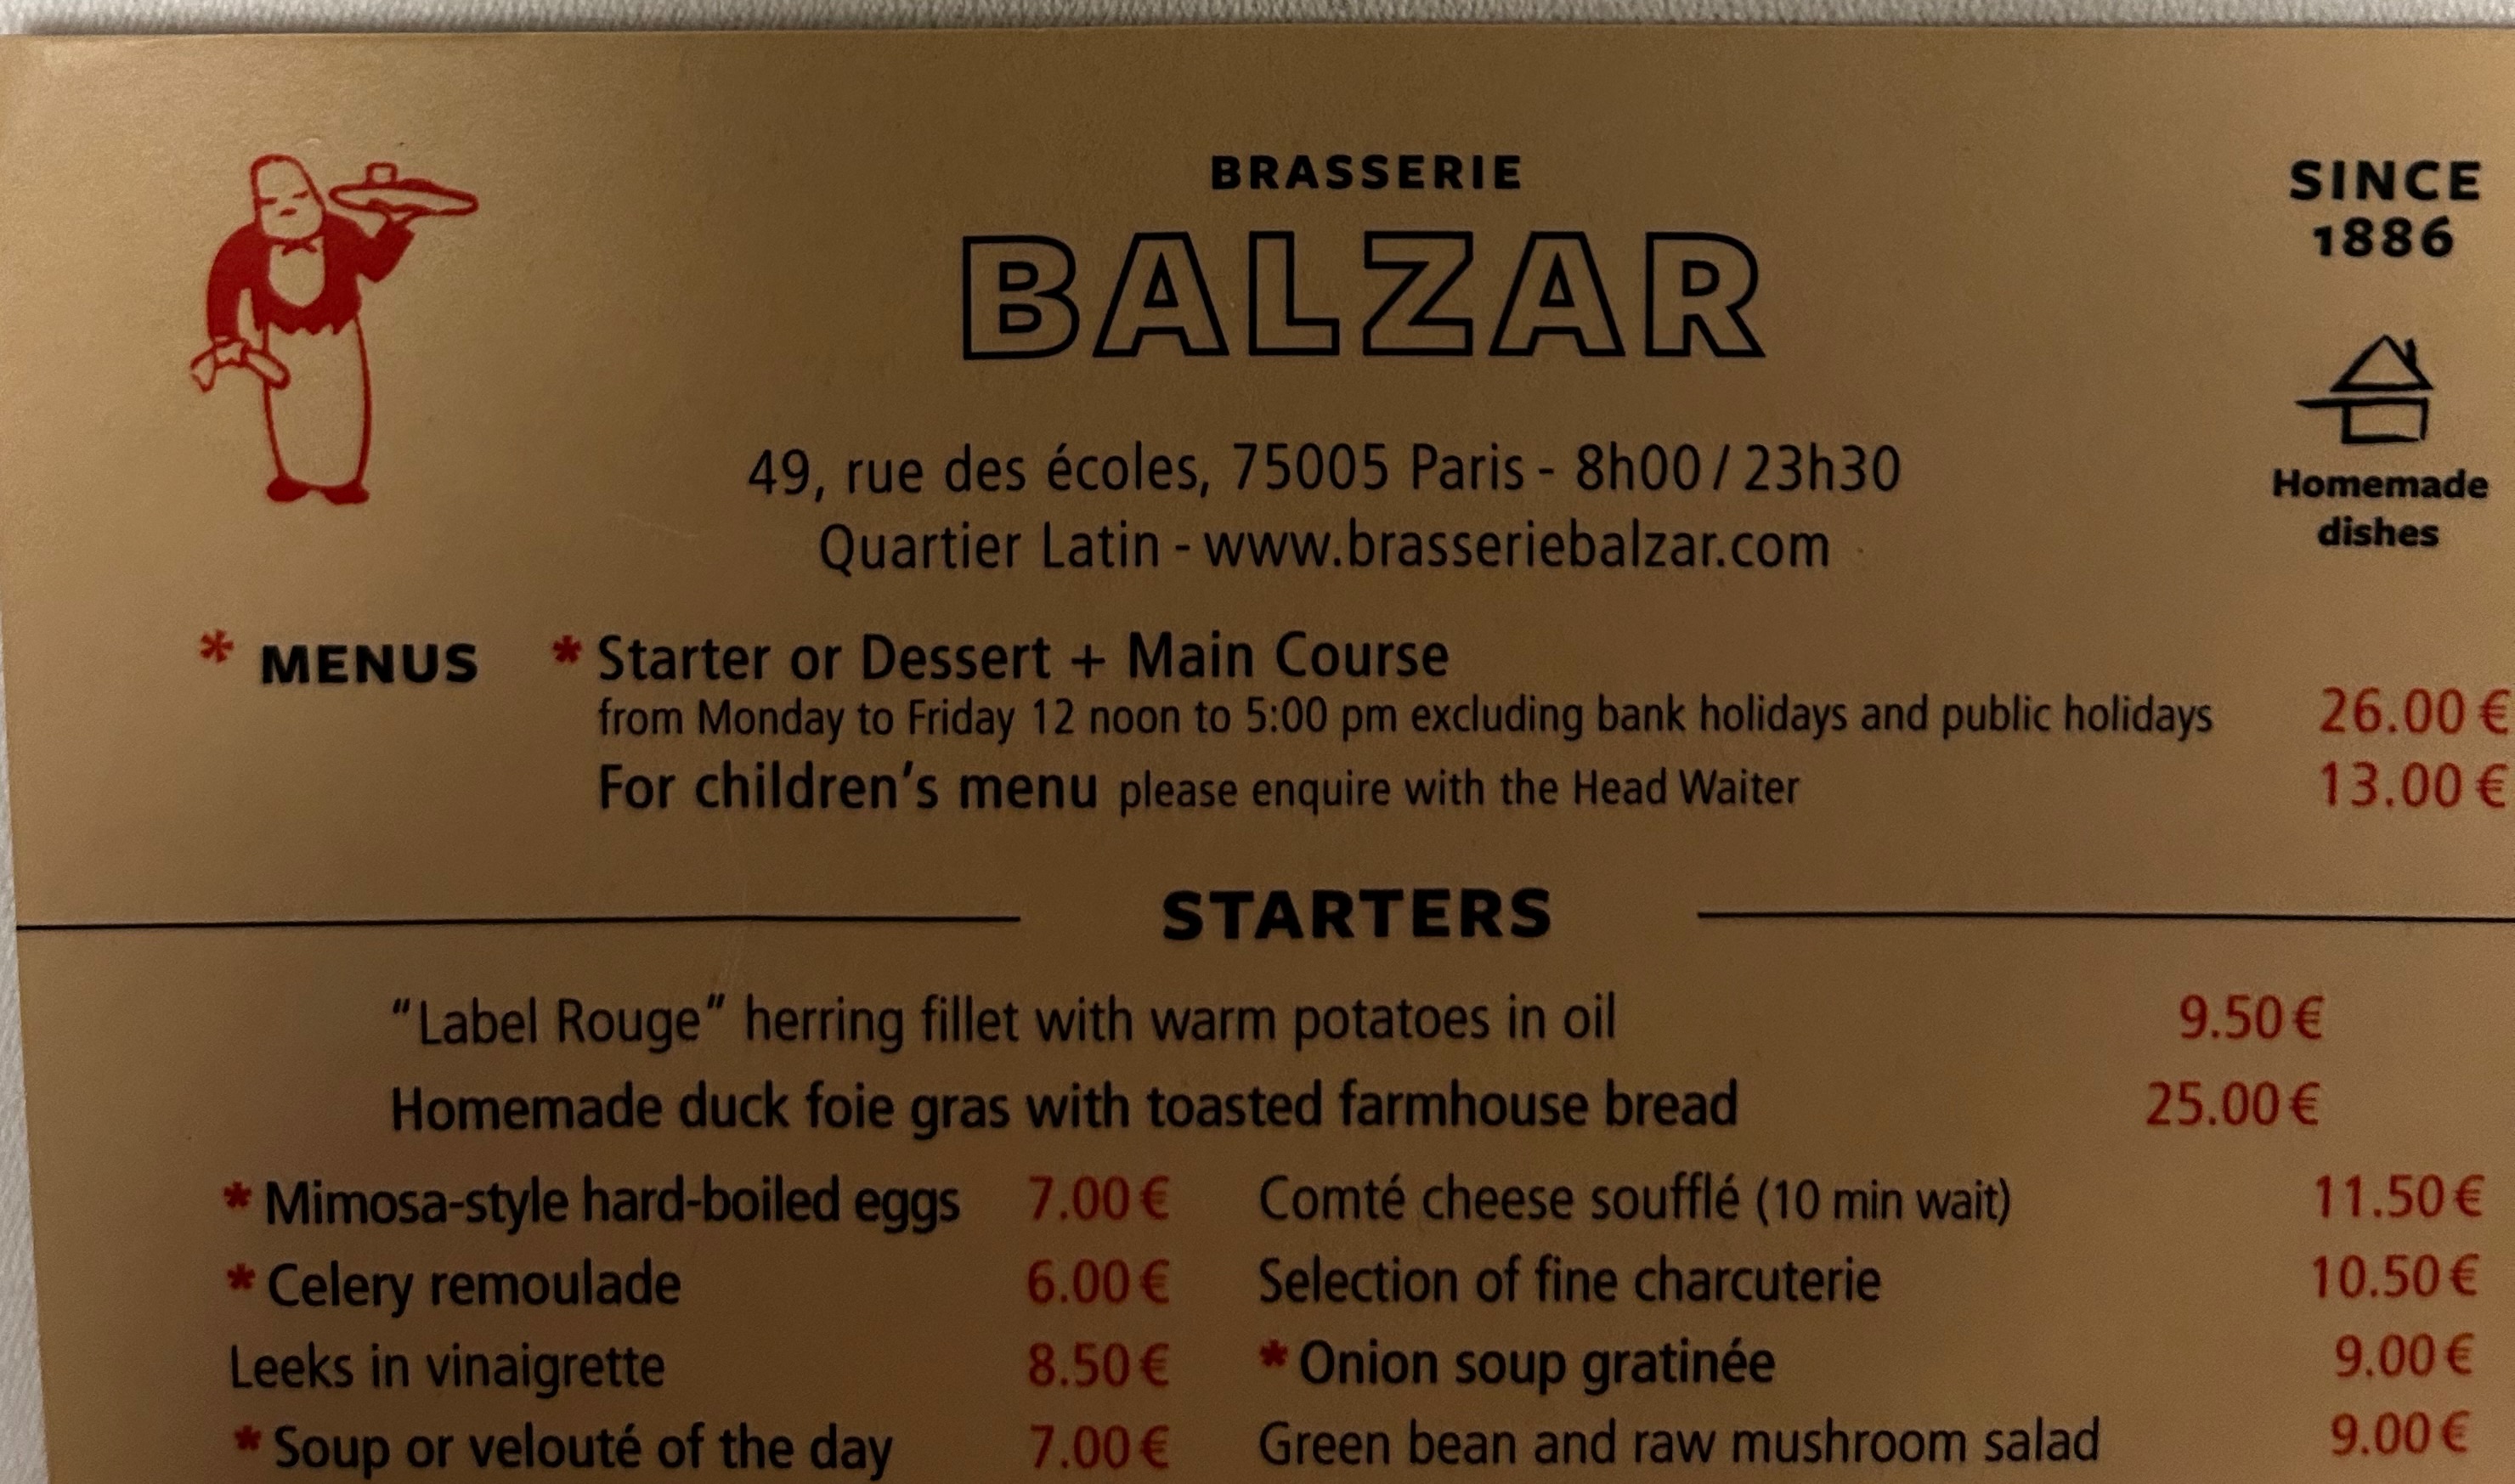 BRASSERIE
BALZAR
SINCE
1886
Homemade
dishes
49, rue des écoles, 75005 Paris - 8h00 / 23h30
Quartier Latin - www.brasseriebalzar.com
* MENUS * Starter or Dessert + Main Course
from Monday to Friday 12 noon to 5:00 pm excluding bank holidays and public holidays 26.00 €
For children's menu please enquire with the Head Waiter 13.00 €
STARTERS
"Label Rouge" herring fillet with warm potatoes in oil 9.50 €
Homemade duck foie gras with toasted farmhouse bread 25.00 €
* Mimosa-style hard-boiled eggs 7.00 € Comté cheese soufflé (10 min wait) 11.50 €
* Celery remoulade 6.00 € Selection of fine charcuterie 10.50 €
Leeks in vinaigrette 8.50 € * Onion soup gratinée 9.00 €
* Soup or velouté of the day 7.00 € Green bean and raw mushroom salad 9.00 €